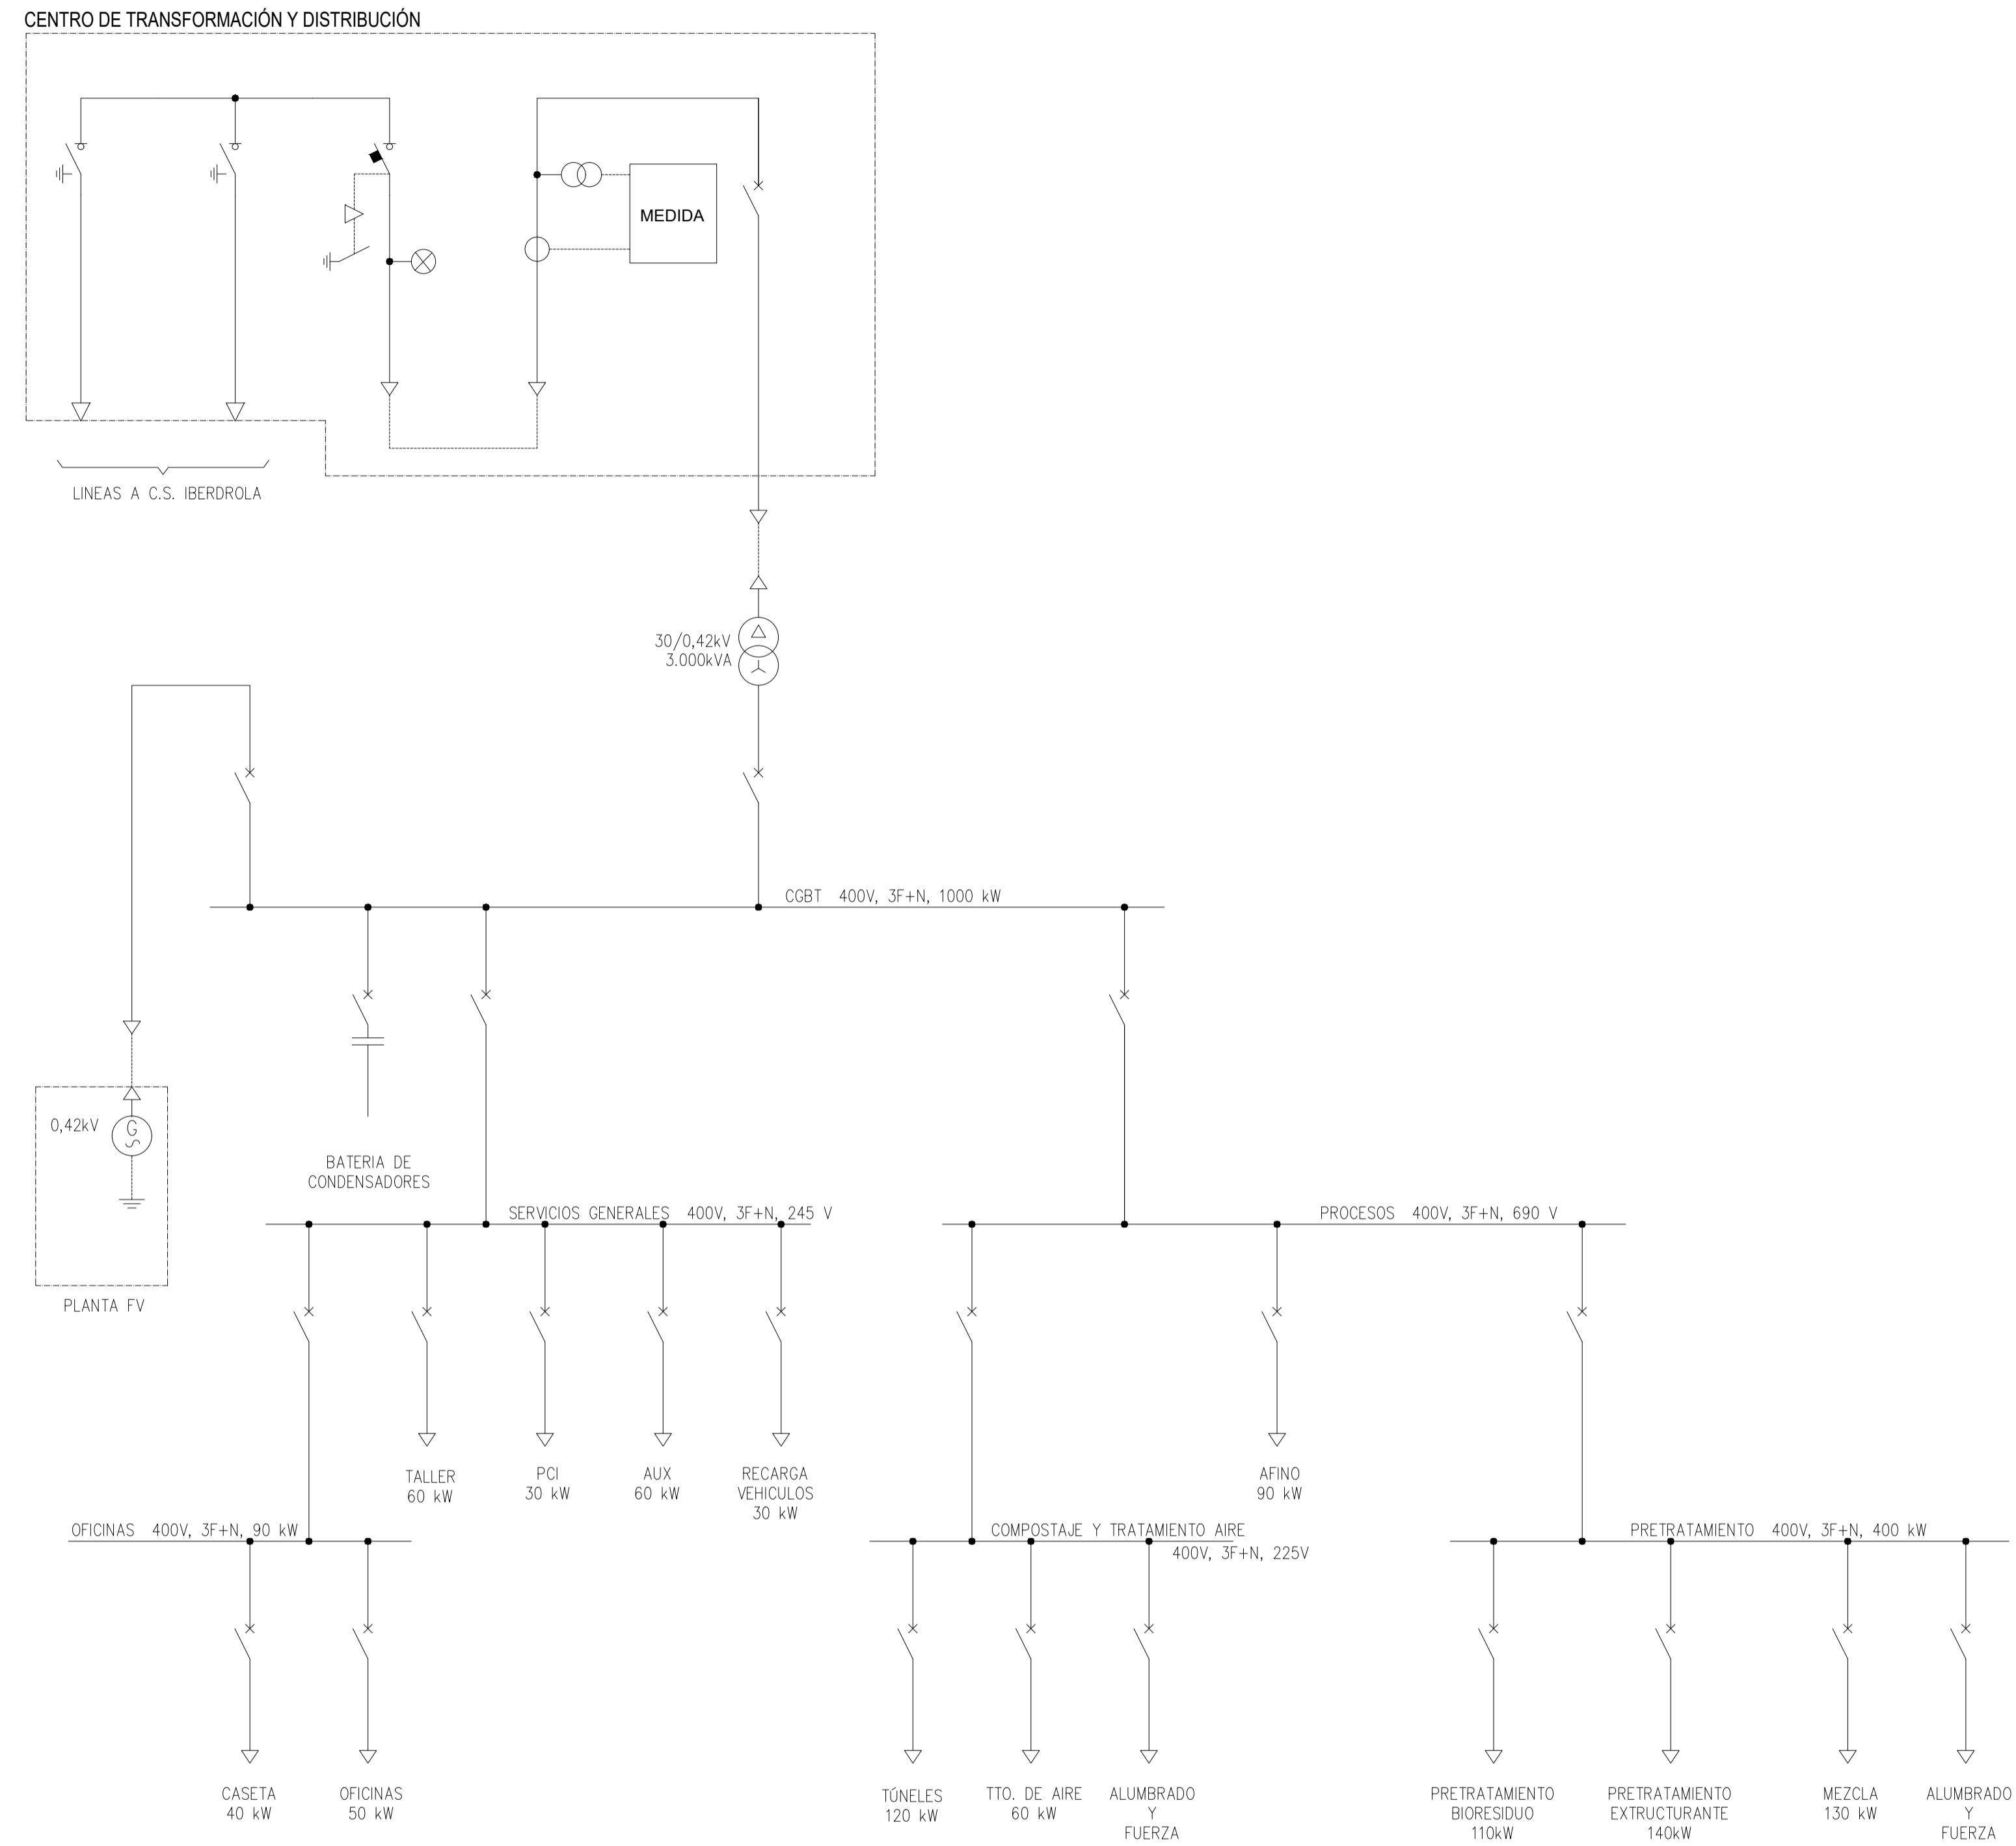 CENTRO DE TRANSFORMACIÓN Y DISTRIBUCIÓN
MEDIDA
LINEAS A C.S. IBERDROLA
30/0,42kV
3.000kVA
CGBT 400V, 3F+N, 1000 kW
0,42kV
G
PLANTA FV
BATERIA DE
CONDENSADORES
SERVICIOS GENERALES 400V, 3F+N, 245 V
PROCESOS 400V, 3F+N, 690 V
TALLER
60 kW
PCI
30 kW
AUX
60 kW
RECARGA
VEHICULOS
30 kW
AFINO
90 kW
OFICINAS 400V, 3F+N, 90 kW
COMPOSTAJE Y TRATAMIENTO AIRE
400V, 3F+N, 225V
PRETRATAMIENTO 400V, 3F+N, 400 kW
CASETA
40 kW
OFICINAS
50 kW
TÚNELES
120 kW
TTO. DE AIRE
60 kW
ALUMBRADO
Y
FUERZA
PRETRATAMIENTO
BIORESIDUO
110kW
PRETRATAMIENTO
EXTRUCTURANTE
140kW
MEZCLA
130 kW
ALUMBRADO
Y
FUERZA